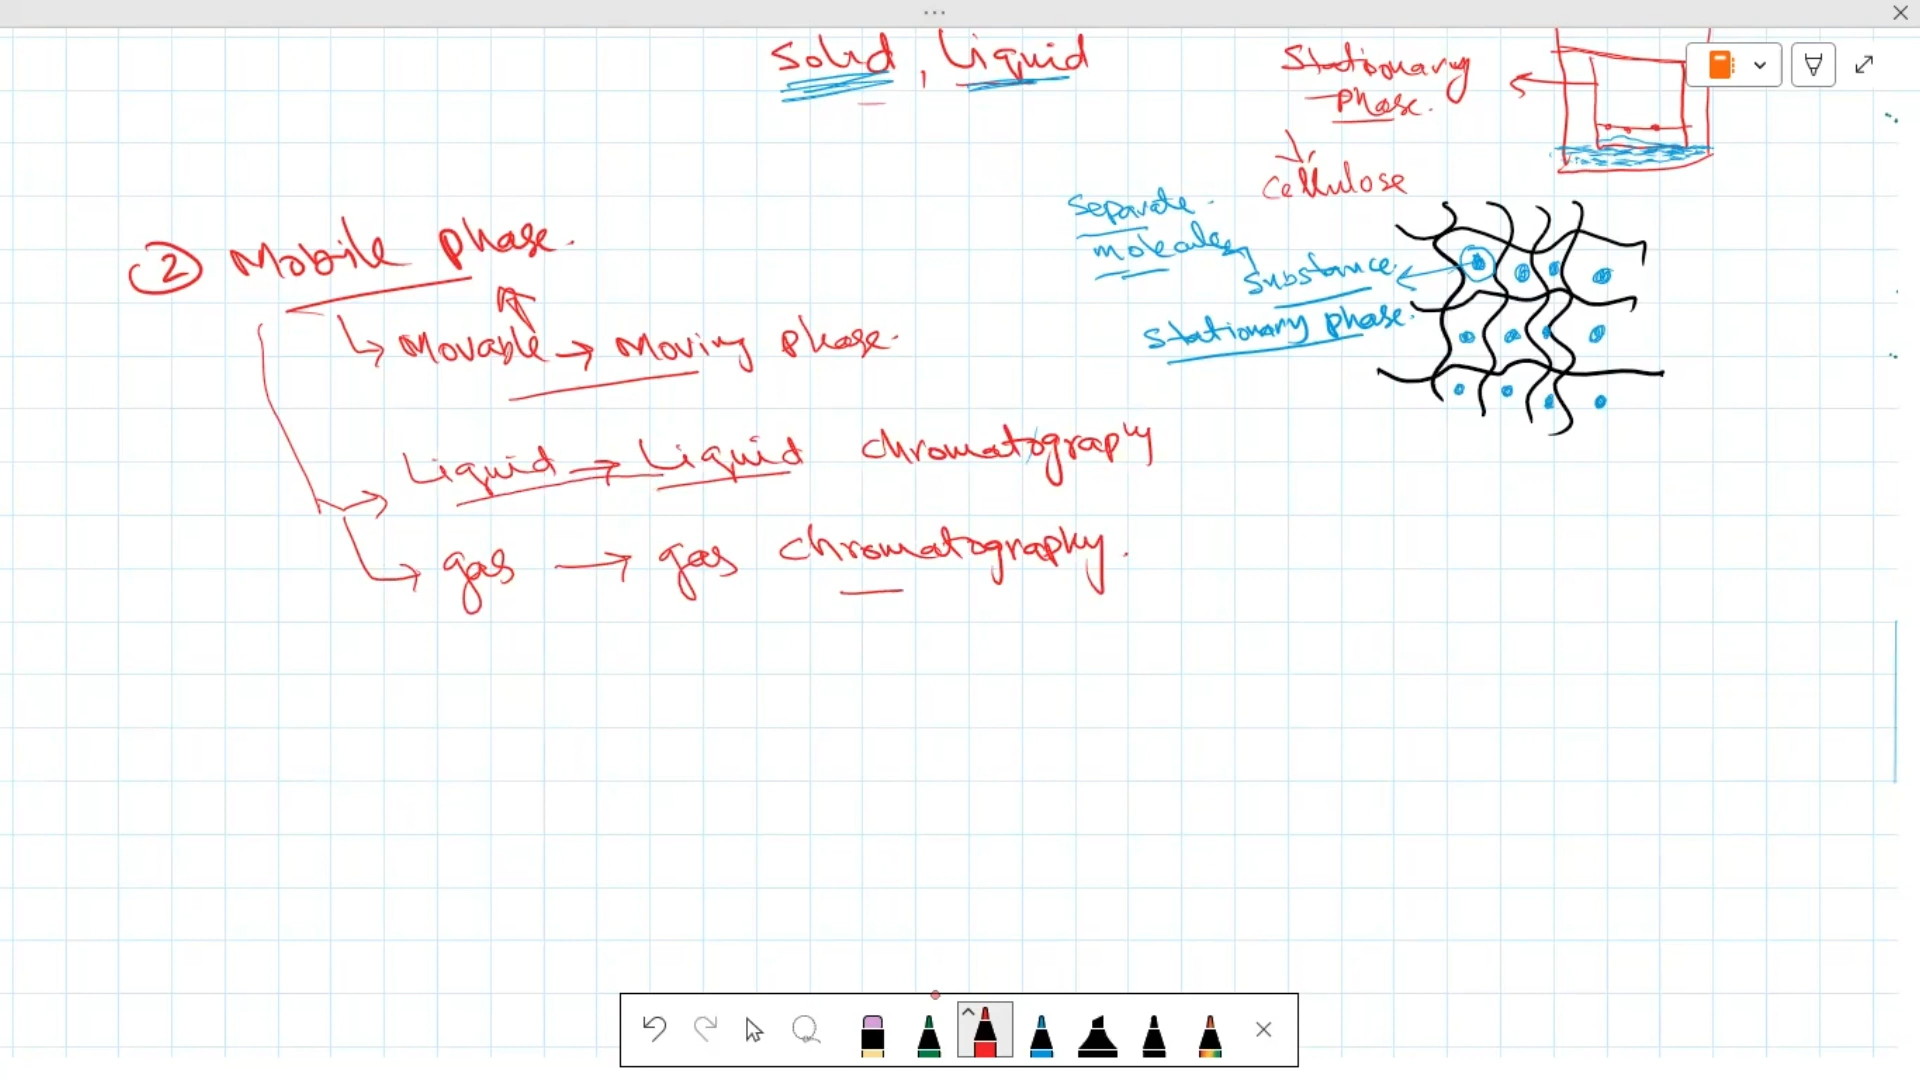 Solid, Liquid
Stationary
Phase.
cellulose
Separate
molecules
substance
stationary phase.
② Mobile phase.
↳ Movable → Moving phase.
→ Liquid → Liquid chromatography
→ gas → gas chromatography.